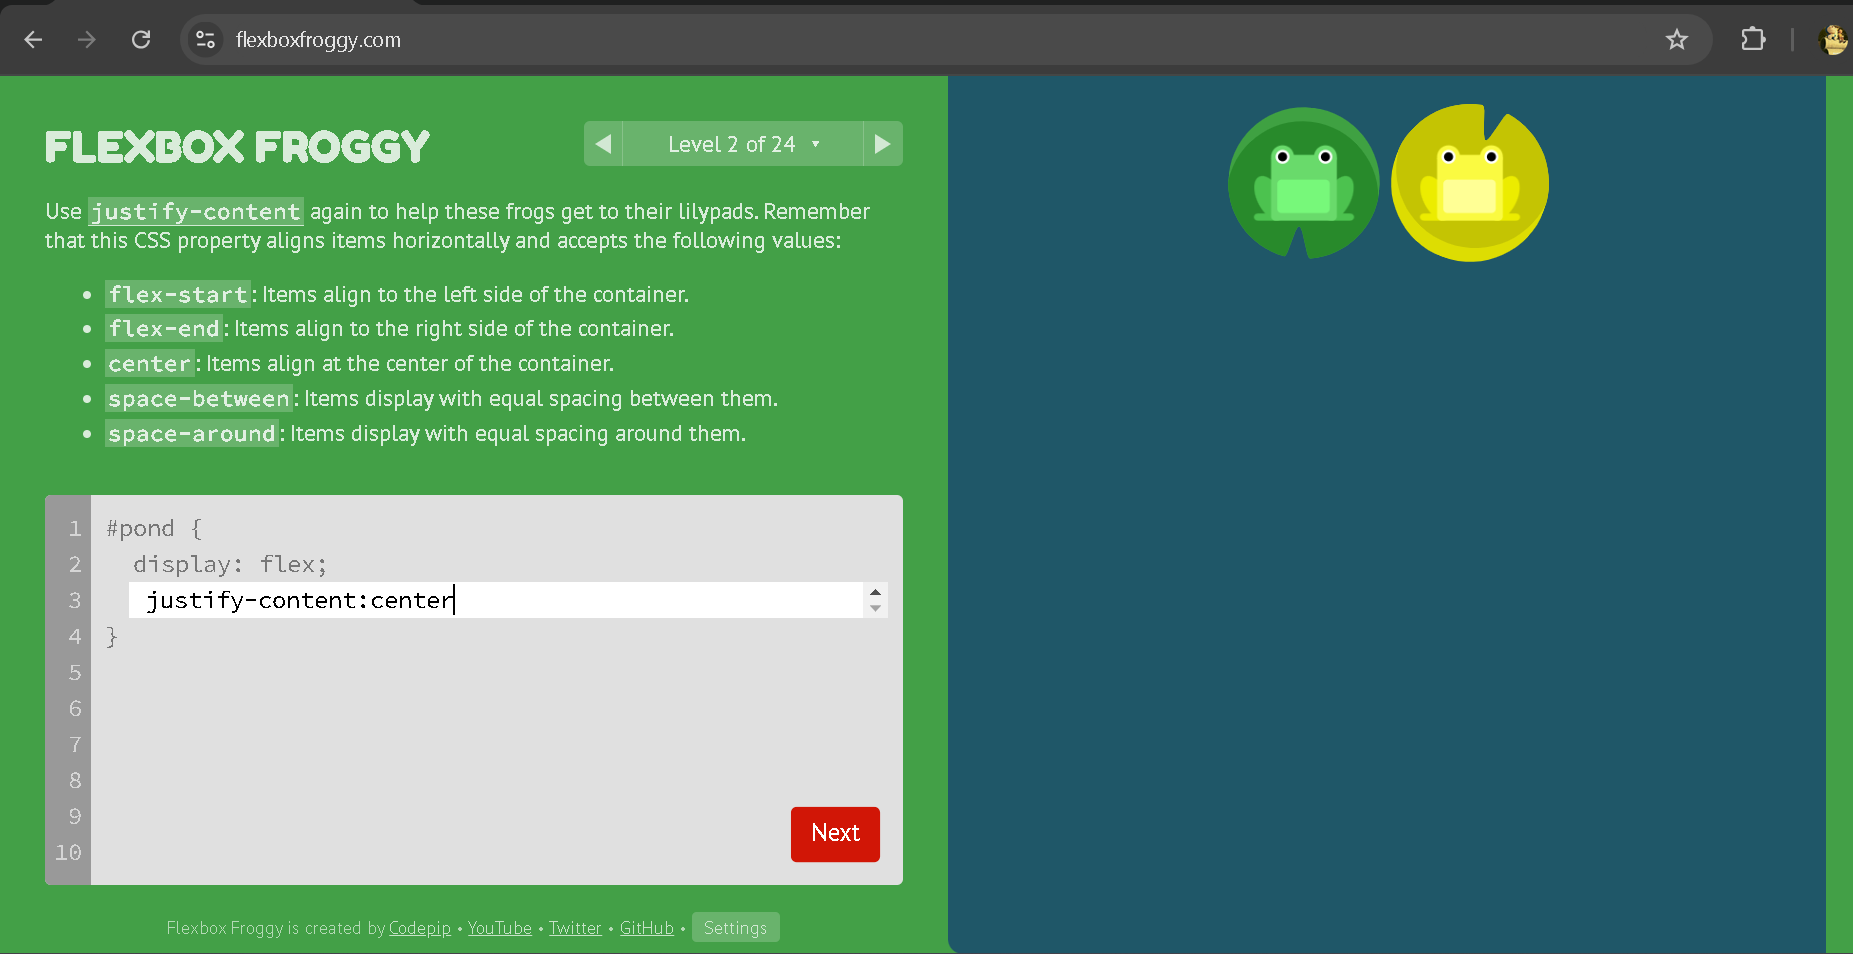 flexboxfroggy.com
FLEXBOX FROGGY
Level 2 of 24
Use justify-content again to help these frogs get to their lilypads. Remember
that this CSS property aligns items horizontally and accepts the following values:
flex-start: Items align to the left side of the container.
flex-end: Items align to the right side of the container.
center: Items align at the center of the container.
space-between: Items display with equal spacing between them.
space-around: Items display with equal spacing around them.
1 #pond {
2 display: flex;
3 justify-content:center
4 }
5
6
7
8
9
10
Next
Flexbox Froggy is created by Codepip • YouTube • Twitter • GitHub • Settings